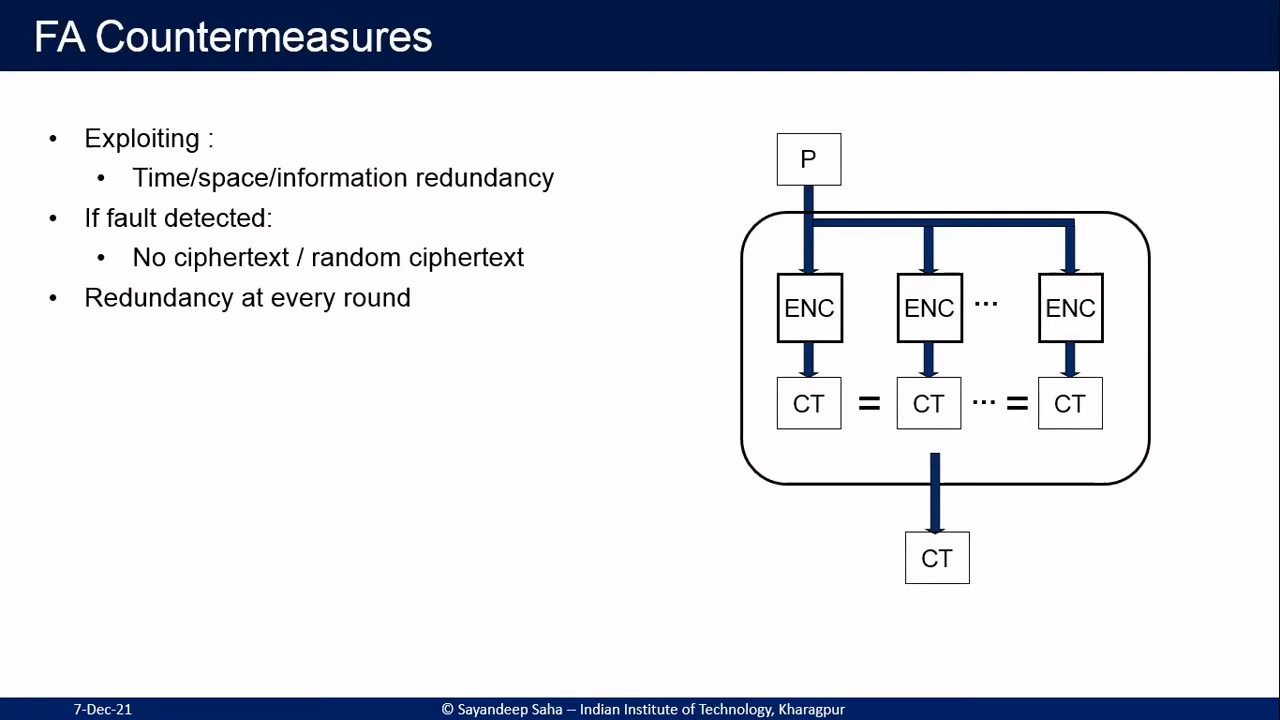 FA Countermeasures
• Exploiting :
• Time/space/information redundancy
• If fault detected:
• No ciphertext / random ciphertext
• Redundancy at every round
P
ENC ENC ... ENC
CT = CT ... = CT
CT
7-Dec-21
© Sayandeep Saha -- Indian Institute of Technology, Kharagpur